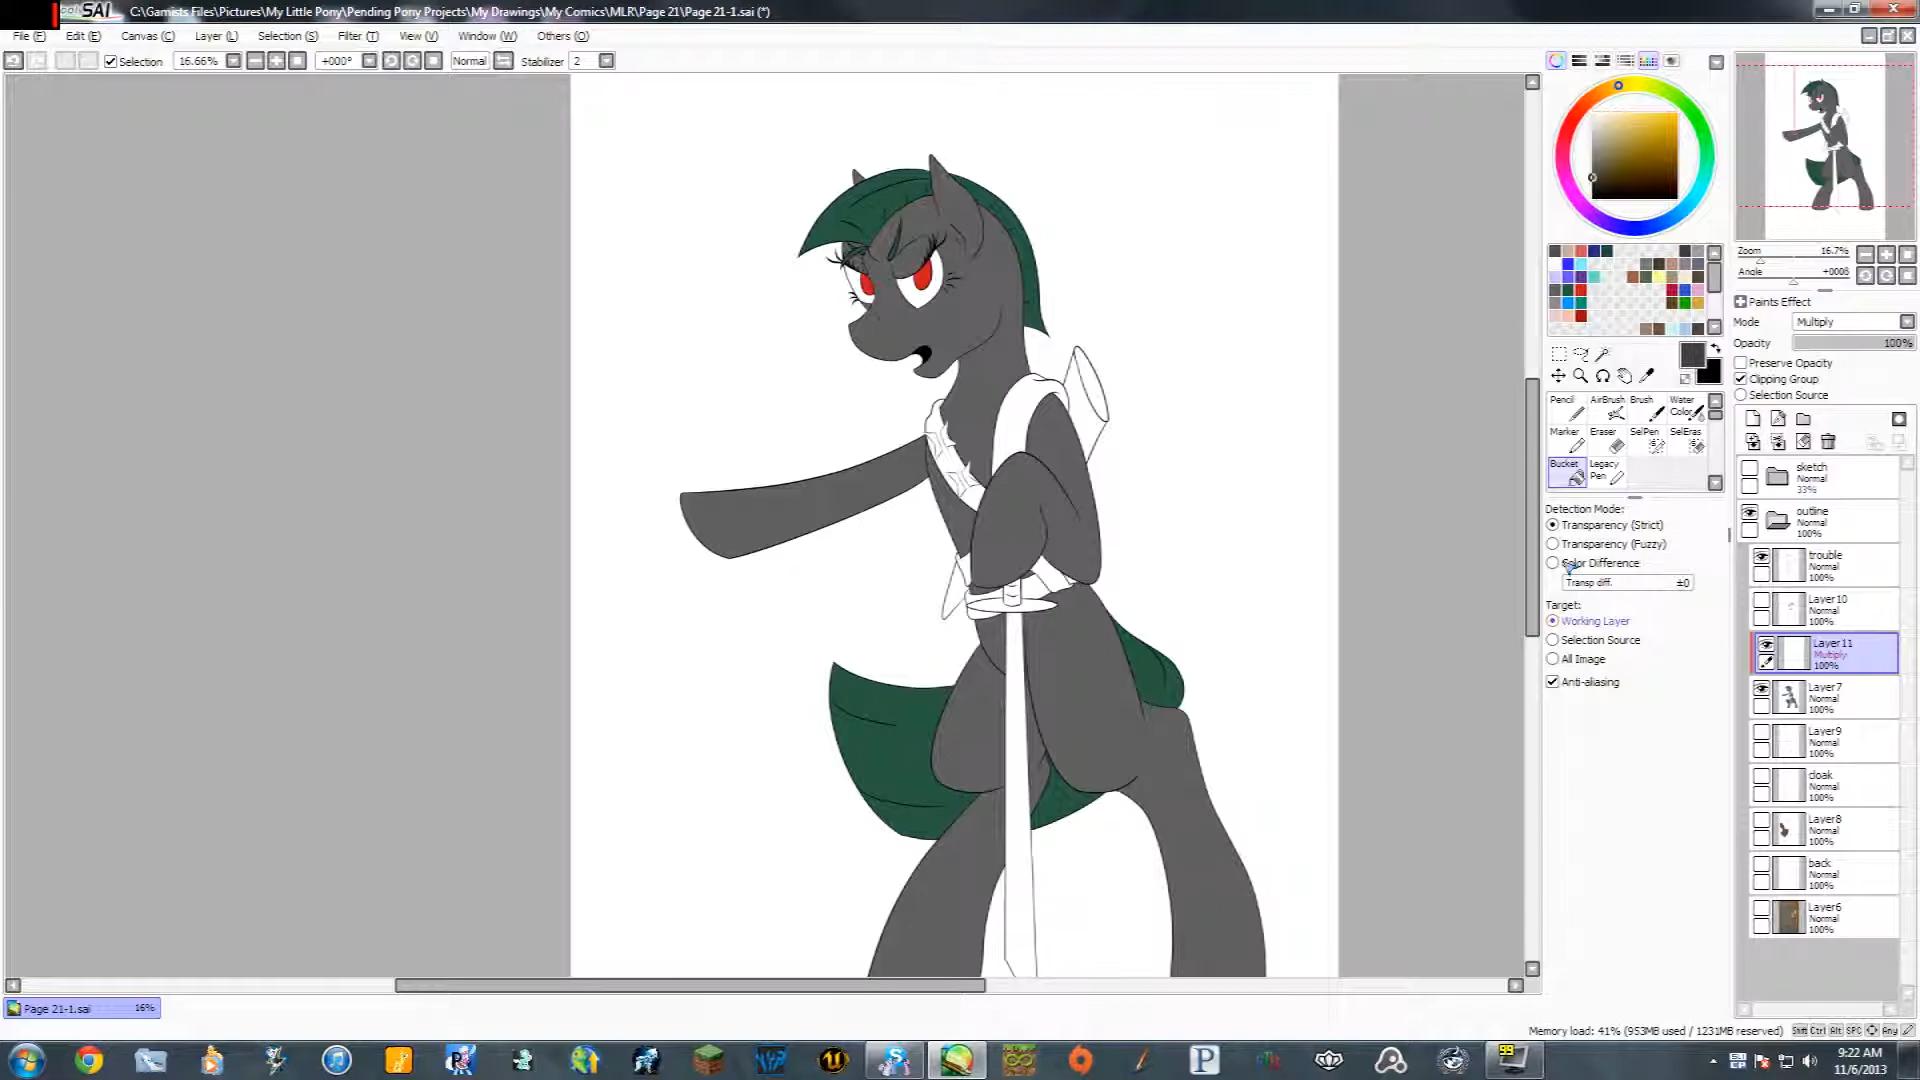 SAI C:\Gamists Files\Pictures\My Little Pony\Pending Pony Projects\My Drawings\My Comics\MLR\Page 21\Page 21-1.sai (*)
File (F) Edit (E) Canvas (C) Layer (L) Selection (S) Filter (T) View (V) Window (W) Others (O)
Selection 16.66% +000° Normal Stabilizer 2
Zoom 16.7%
Angle +000§
Paints Effect
Mode Multiply
Opacity 100%
Preserve Opacity
Clipping Group
Selection Source
Pencil AirBrush Brush Water Color
Marker Eraser SelPen SelEras
Bucket Legacy Pen
Detection Mode:
Transparency (Strict)
Transparency (Fuzzy)
Color Difference
Transp diff. ±0
Target:
Working Layer
Selection Source
All Image
Anti-aliasing
sketch
Normal
33%
outline
Normal
100%
trouble
Normal
100%
Layer10
Normal
100%
Layer11
Multiply
100%
Layer7
Normal
100%
Layer9
Normal
100%
cloak
Normal
100%
Layer8
Normal
100%
back
Normal
100%
Layer6
Normal
100%
Page 21-1.sai 16%
Memory load: 41% (953MB used / 1231MB reserved) Shift Ctrl Alt SPC Any
99
9:22 AM
11/6/2013